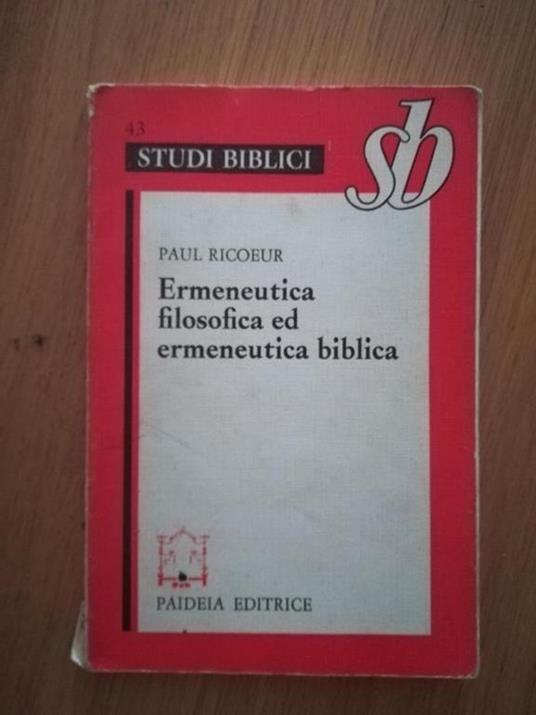 43
STUDI BIBLICI
sb
PAUL RICOEUR
Ermeneutica
filosofica ed
ermeneutica biblica
PAIDEIA EDITRICE